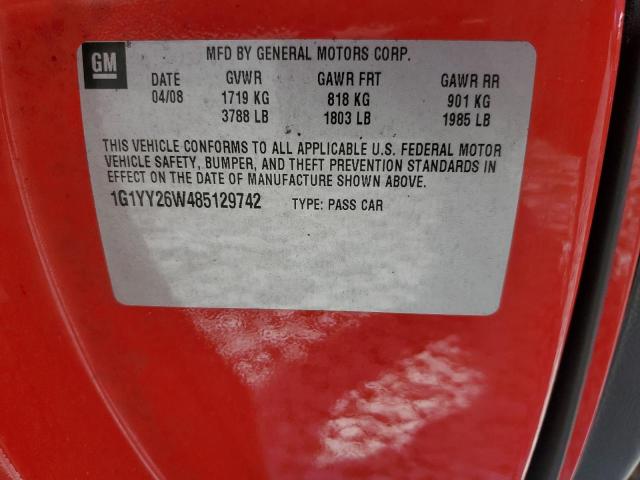 GM
MFD BY GENERAL MOTORS CORP.
DATE GVWR GAWR FRT GAWR RR
04/08 1719 KG 818 KG 901 KG
3788 LB 1803 LB 1985 LB
THIS VEHICLE CONFORMS TO ALL APPLICABLE U.S. FEDERAL MOTOR
VEHICLE SAFETY, BUMPER, AND THEFT PREVENTION STANDARDS IN
EFFECT ON THE DATE OF MANUFACTURE SHOWN ABOVE.
1G1YY26W485129742 TYPE: PASS CAR